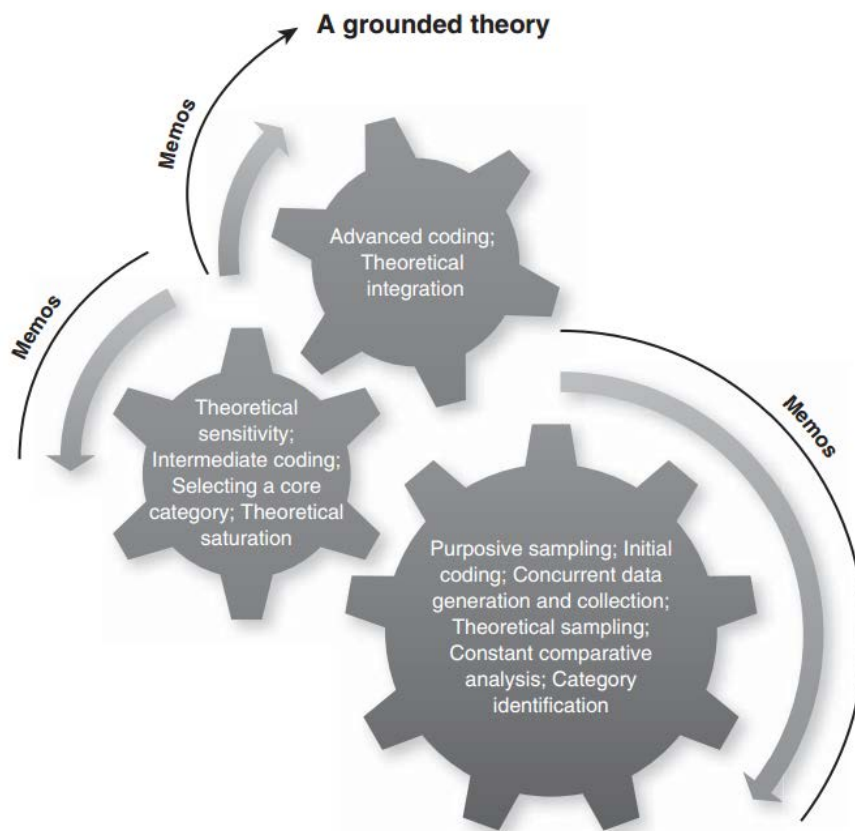 A grounded theory
Memos
Advanced coding;
Theoretical
integration
Memos
Theoretical
sensitivity;
Intermediate coding;
Selecting a core
category; Theoretical
saturation
Memos
Purposive sampling; Initial
coding; Concurrent data
generation and collection;
Theoretical sampling;
Constant comparative
analysis; Category
identification